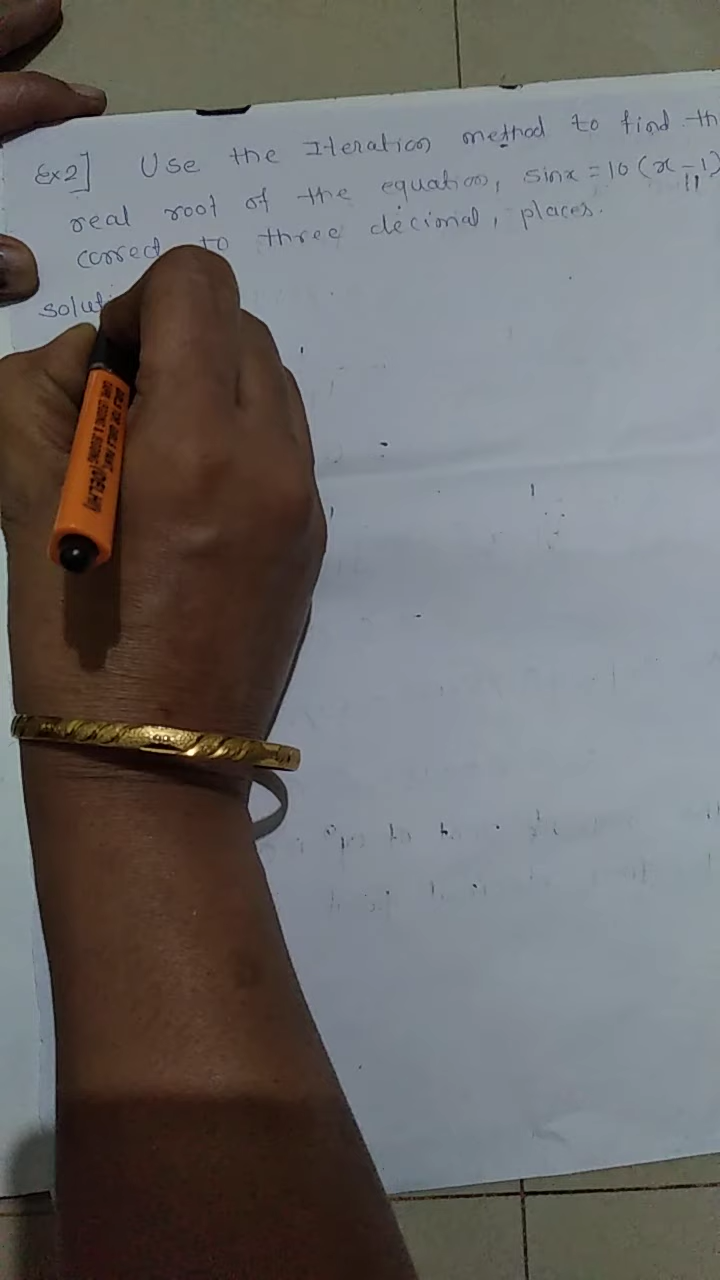 Ex2] Use the Iteration method to find th
real root of the equation, sinx = 10 (x - 1)
correct to three decimal, places.
solut